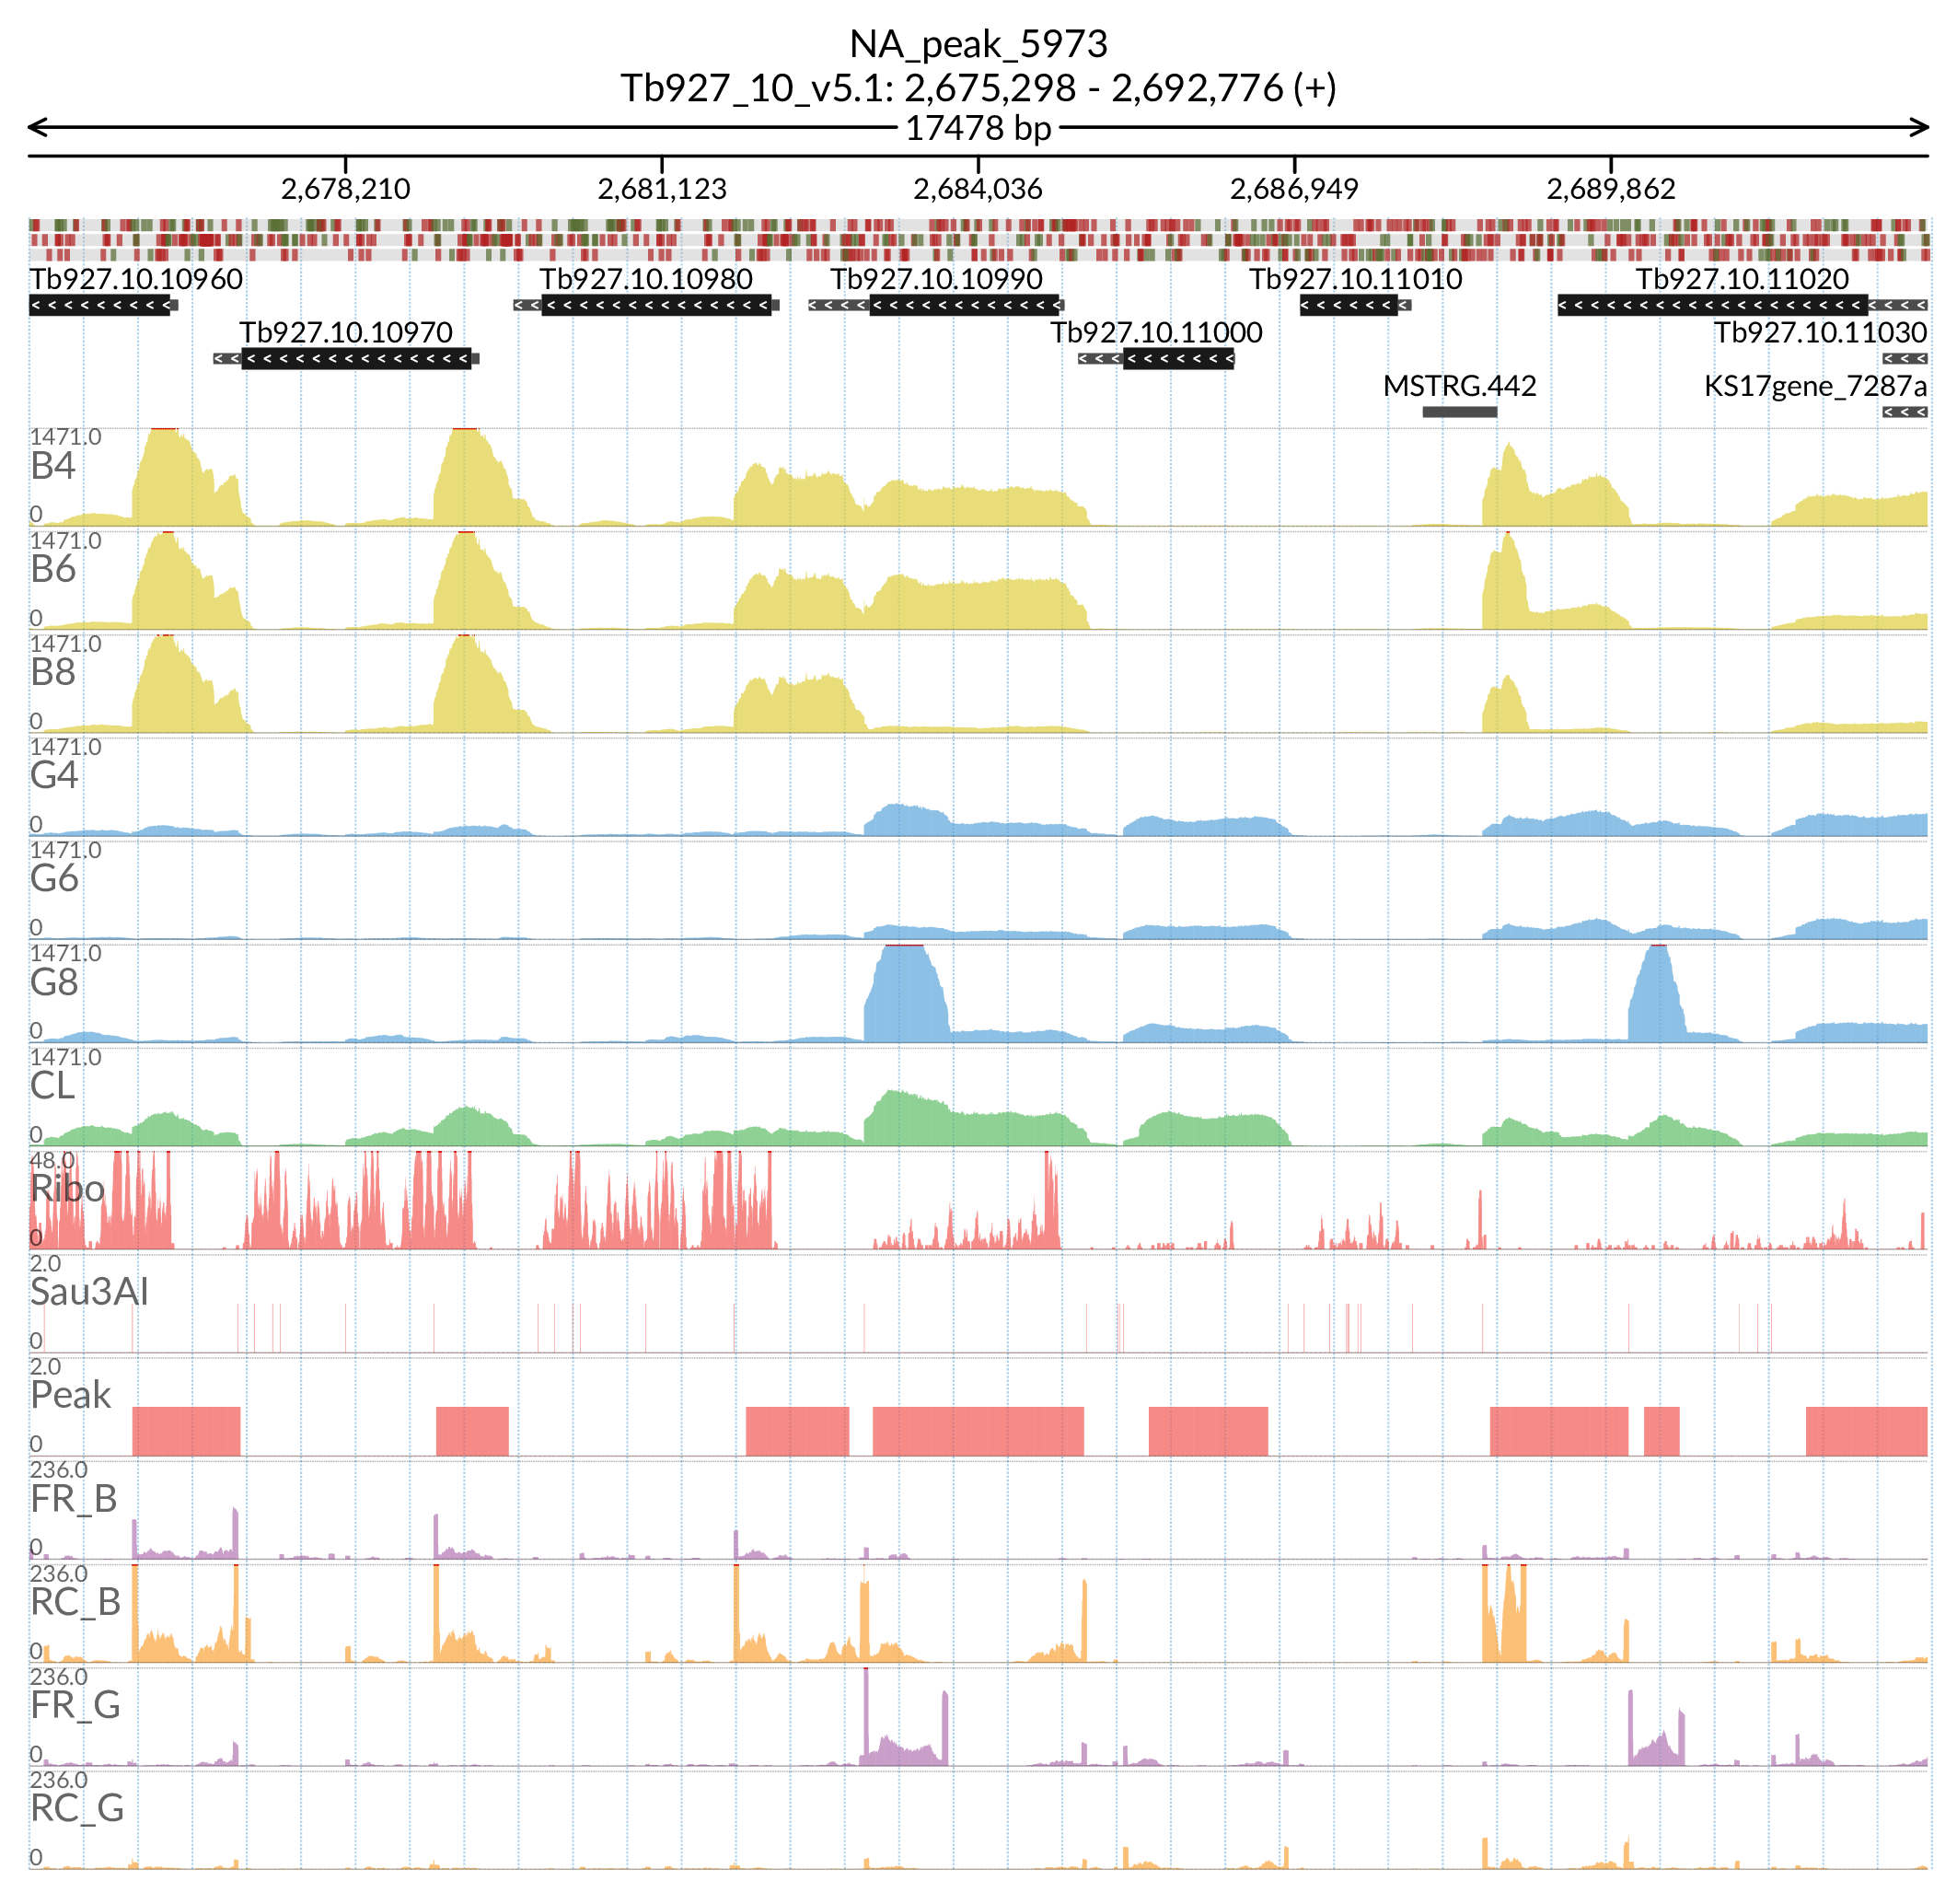 NA_peak_5973
Tb927_10_v5.1: 2,675,298 - 2,692,776 (+)
17478 bp
2,678,210 2,681,123 2,684,036 2,686,949 2,689,862
Tb927.10.10960 Tb927.10.10980 Tb927.10.10990 Tb927.10.11010 Tb927.10.11020
Tb927.10.10970 Tb927.10.11000 Tb927.10.11030
MSTRG.442 KS17gene_7287a
1471.0
B4
0
1471.0
B6
0
1471.0
B8
0
1471.0
G4
0
1471.0
G6
0
1471.0
G8
0
1471.0
CL
0
48.0
Ribo
0
2.0
Sau3AI
0
2.0
Peak
0
236.0
FR_B
0
236.0
RC_B
0
236.0
FR_G
0
236.0
RC_G
0